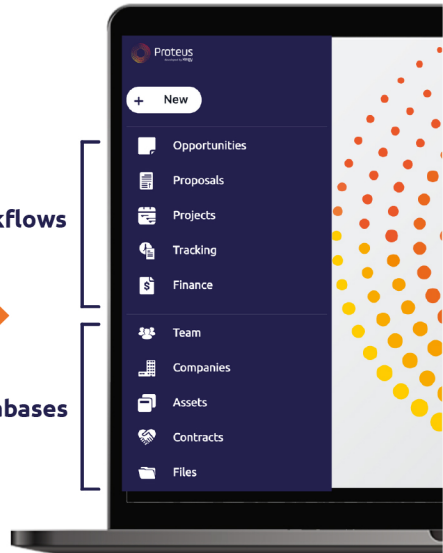 Proteus
+ New
Opportunities
Proposals
kflows
Projects
Tracking
Finance
Team
Companies
abases
Assets
Contracts
Files